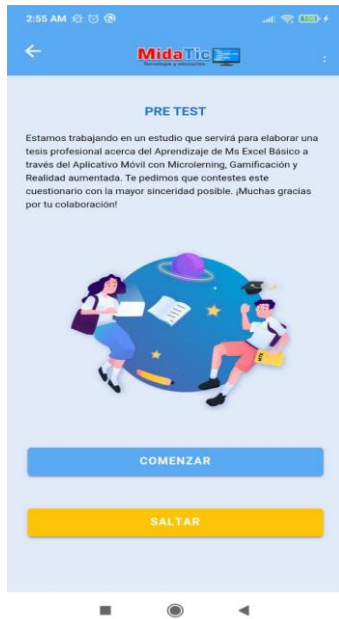 2:55 AM
MidaTic
Tecnología y educación
PRE TEST
Estamos trabajando en un estudio que servirá para elaborar una
tesis profesional acerca del Aprendizaje de Ms Excel Básico a
través del Aplicativo Móvil con Microlerning, Gamificación y
Realidad aumentada. Te pedimos que contestes este
cuestionario con la mayor sinceridad posible. ¡Muchas gracias
por tu colaboración!
COMENZAR
SALTAR